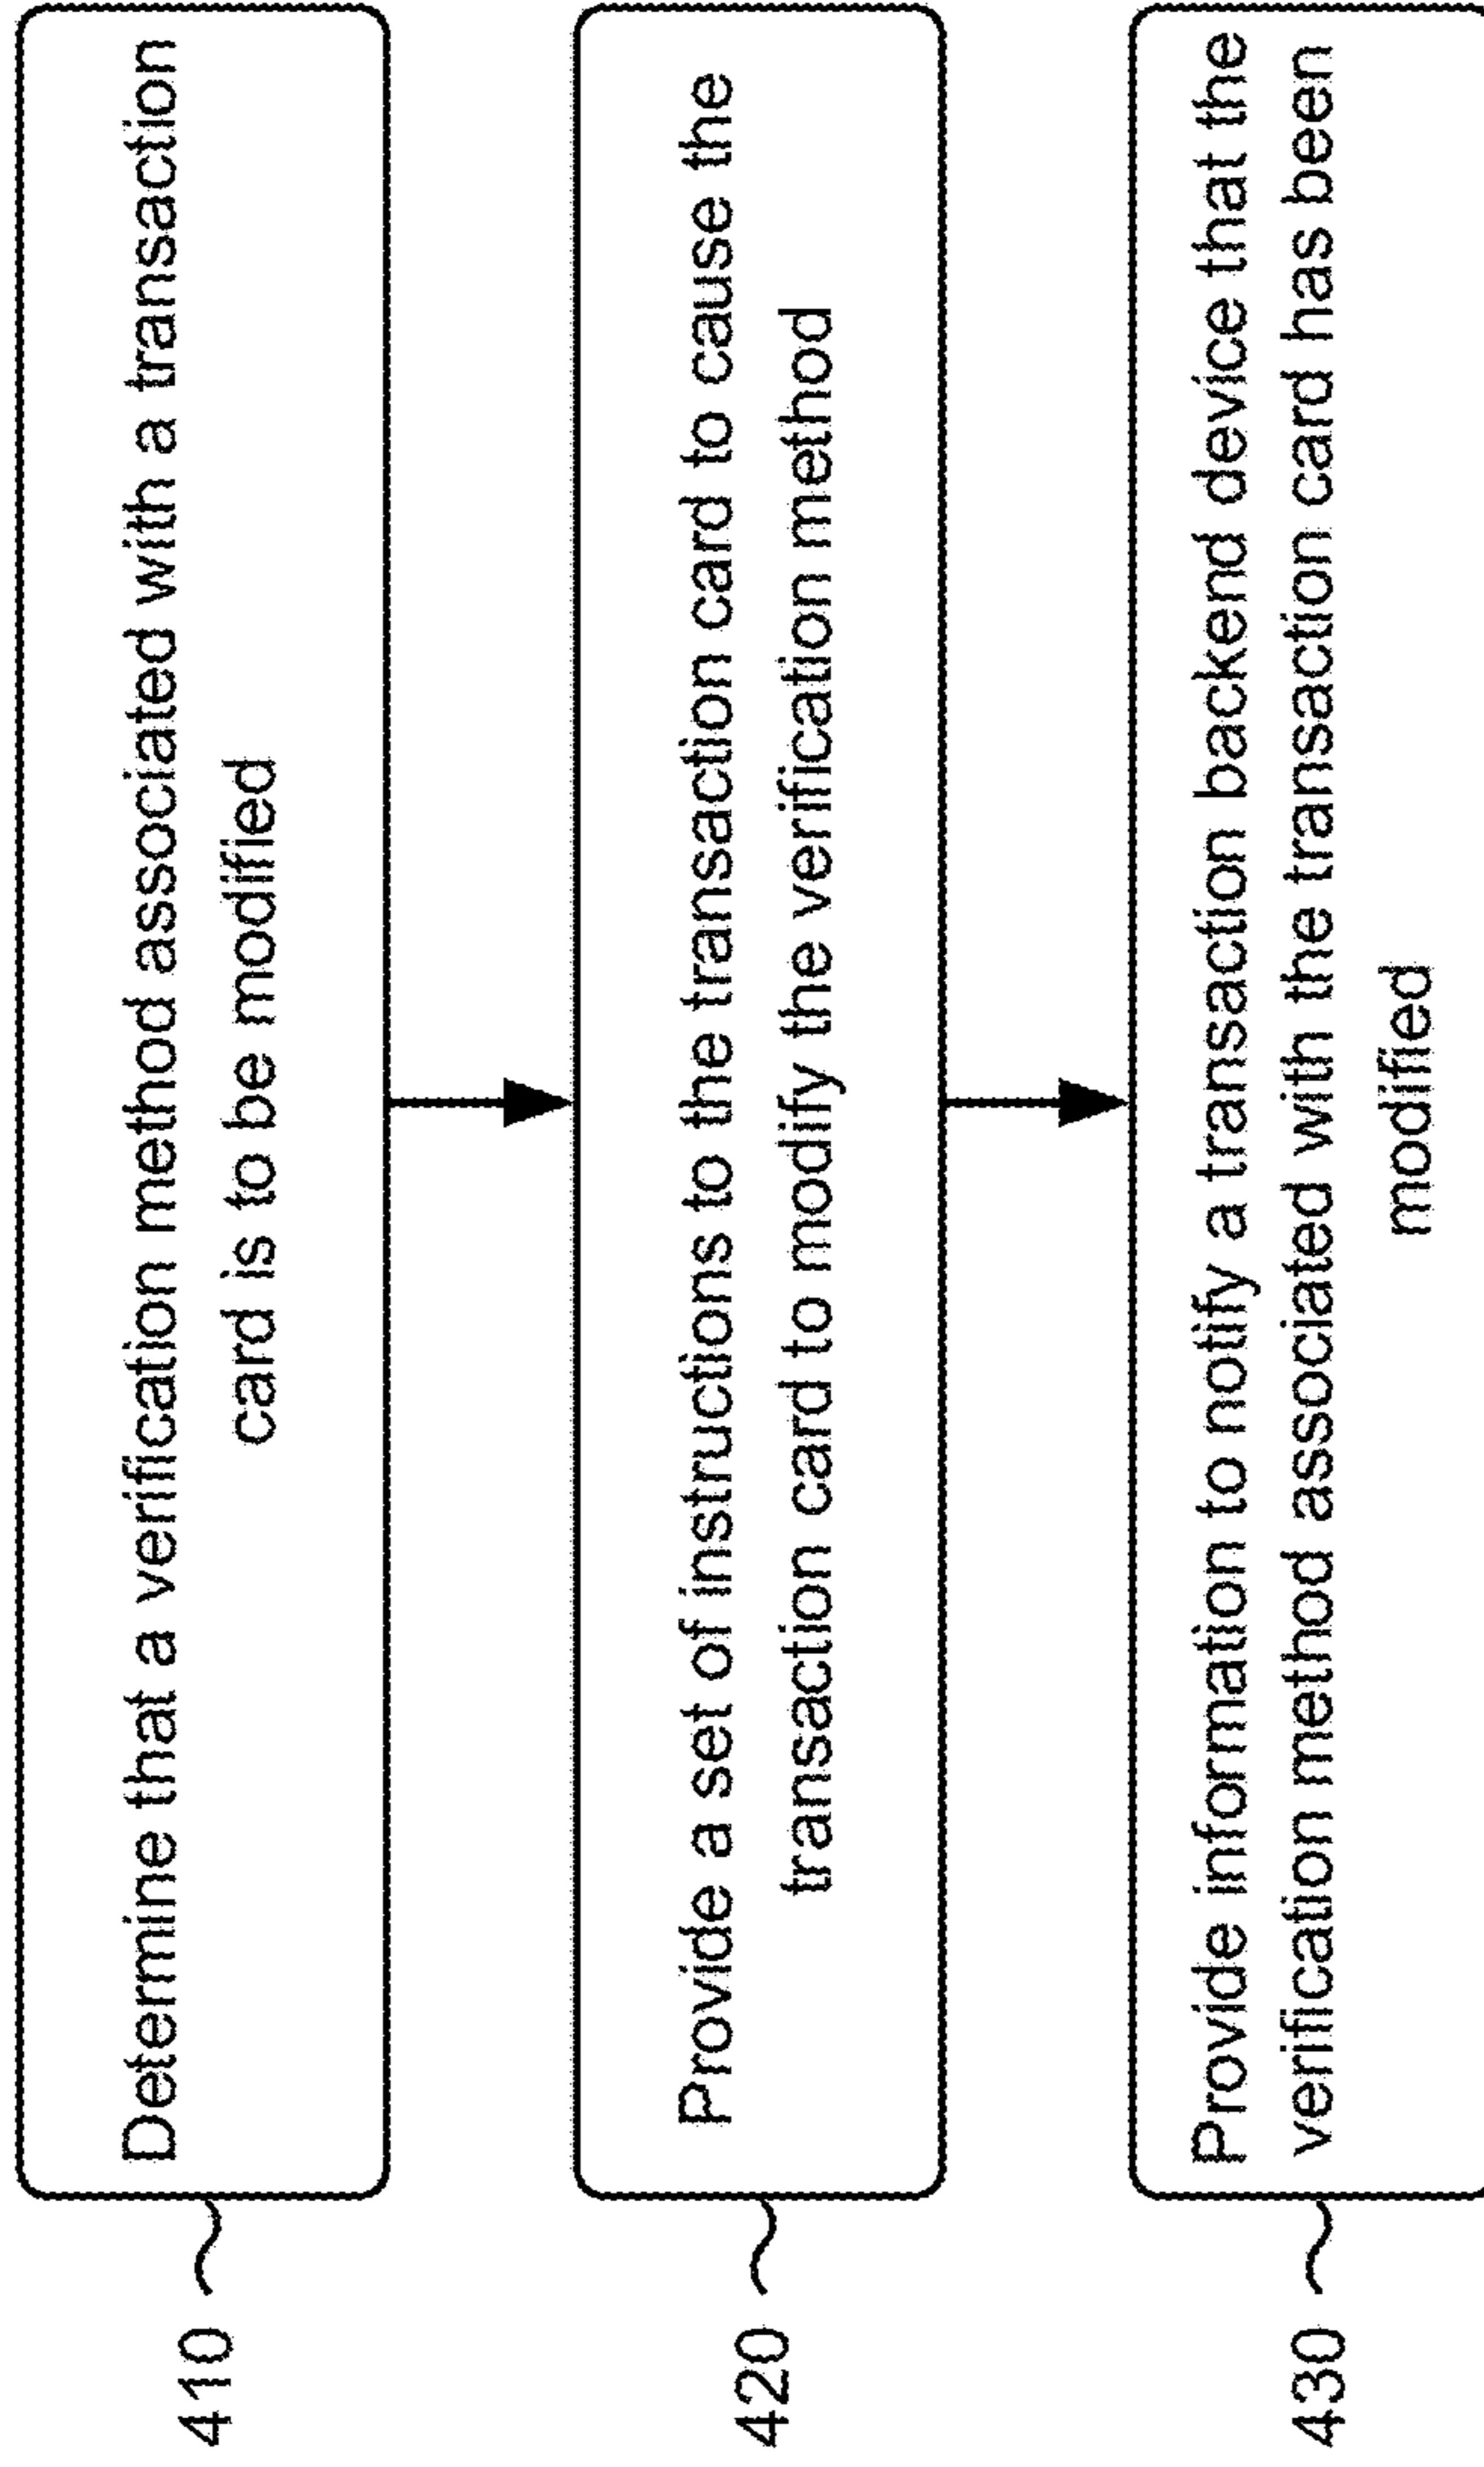 410
Determine that a verification method associated with a transaction
card is to be modified
420
Provide a set of instructions to the transaction card to cause the
transaction card to modify the verification method
430
Provide information to notify a transaction backend device that the
verification method associated with the transaction card has been
modified